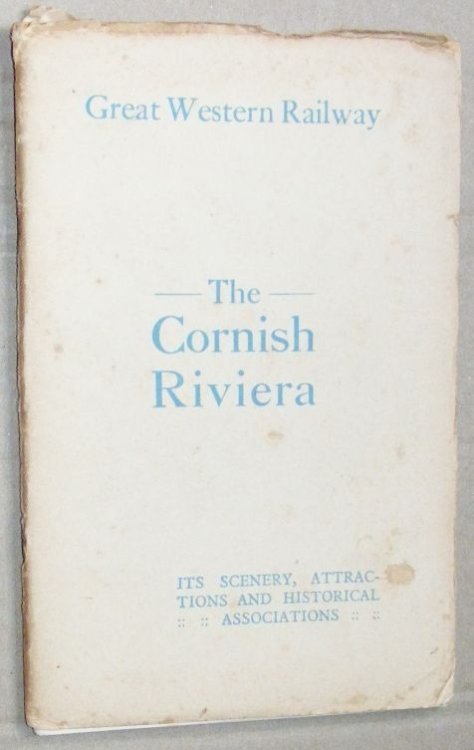 Great Western Railway
— The —
Cornish
Riviera
ITS SCENERY, ATTRAC-
TIONS AND HISTORICAL
:: :: ASSOCIATIONS :: ::